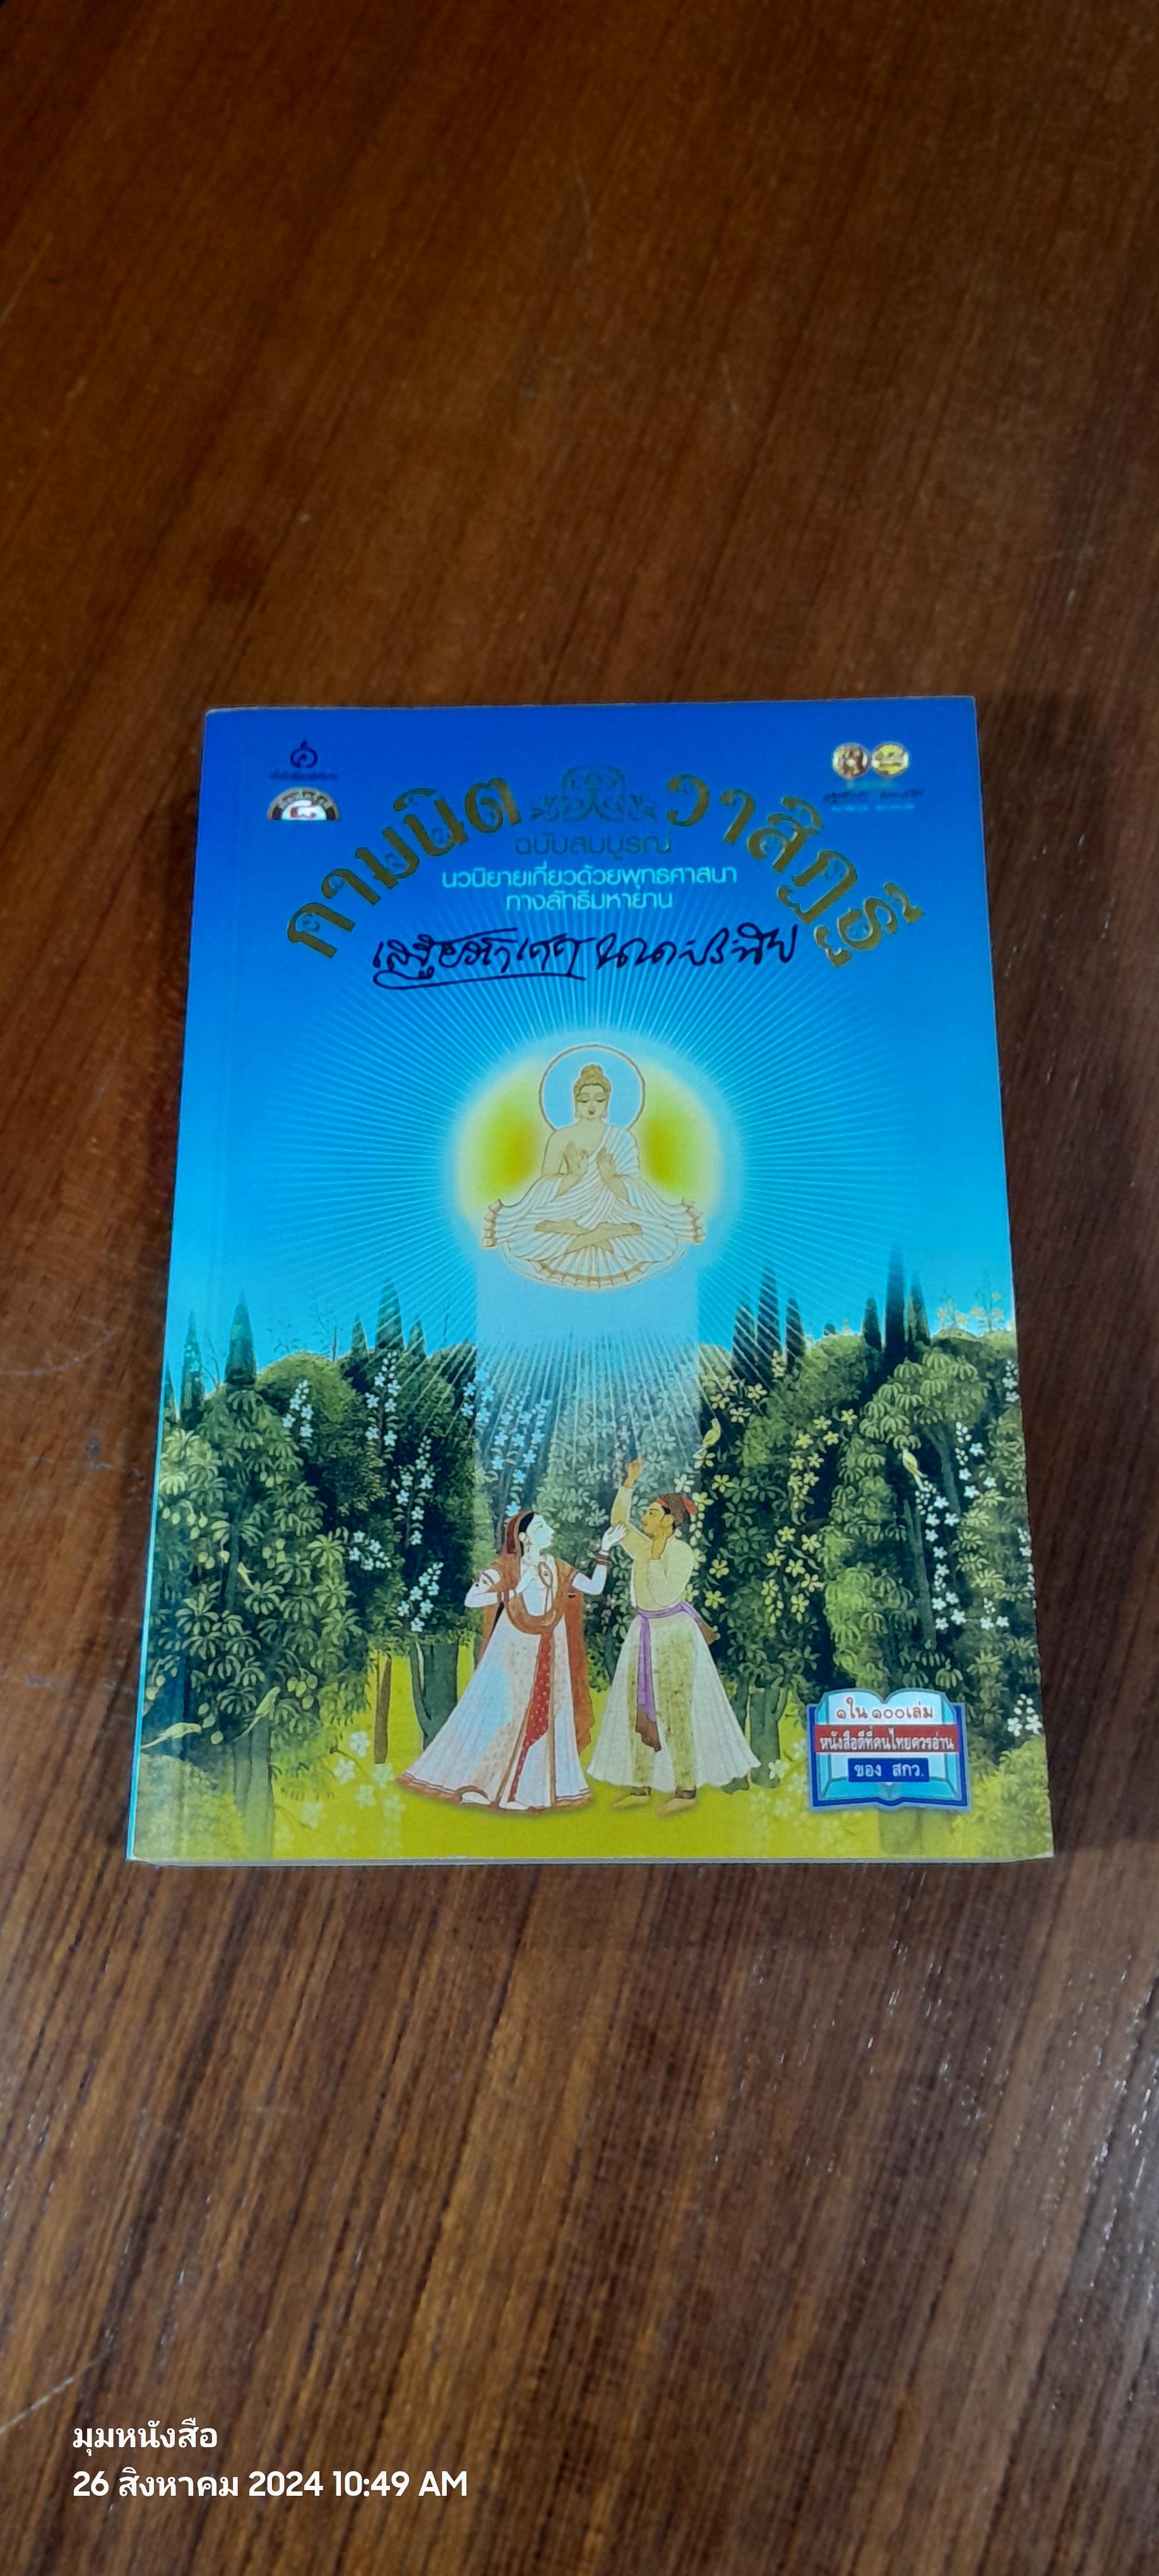 กามนิต วาสิฏฐี
ฉบับสมบูรณ์
นวนิยายเกี่ยวด้วยพุทธศาสนา
ทางลัทธิมหายาน
เสฐียรโกเศศ นาคะประทีป
๑ใน ๑๐๐เล่ม
หนังสือดีที่คนไทยควรอ่าน
ของ สกว.
มุมหนังสือ
26 สิงหาคม 2024 10:49 AM